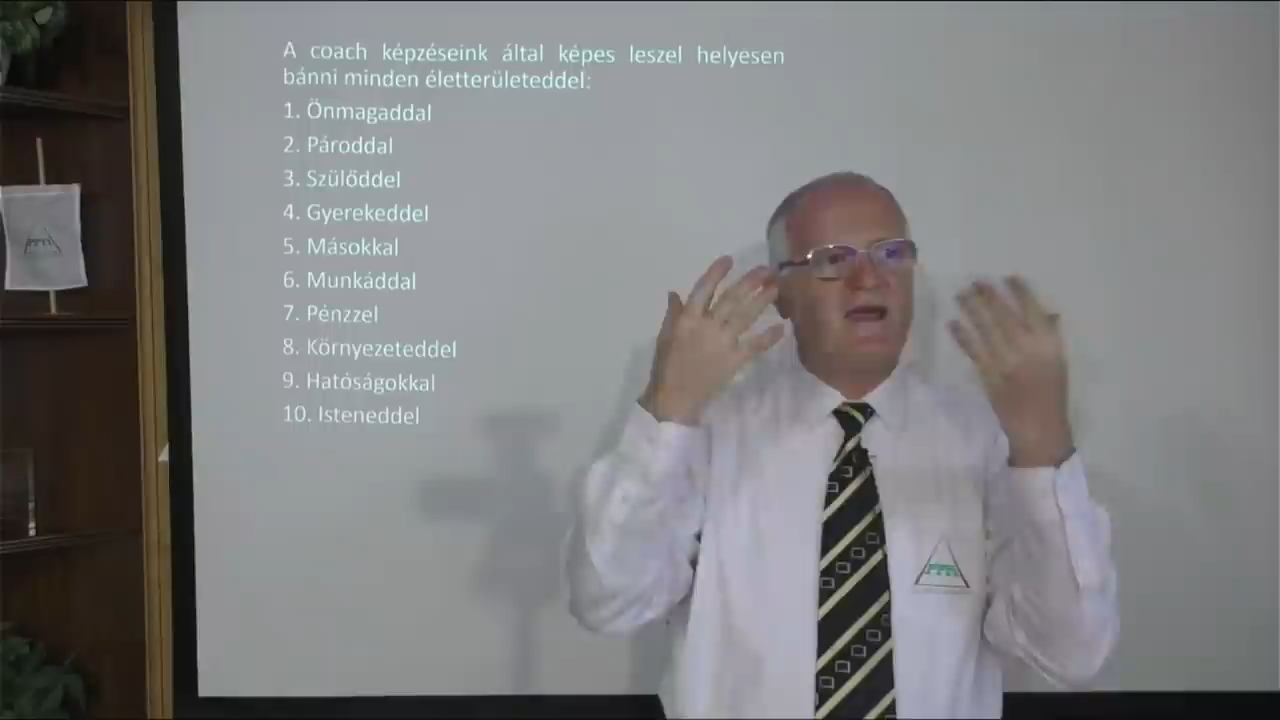 A coach képzéseink által képes leszel helyesen
bánni minden életterületeddel:
1. Önmagaddal
2. Pároddal
3. Szülőddel
4. Gyerekeddel
5. Másokkal
6. Munkáddal
7. Pénzzel
8. Környezeteddel
9. Hatóságokkal
10. Isteneddel